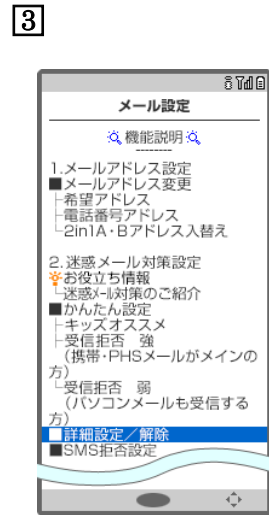 3
メール設定
機能説明
--------
1.メールアドレス設定
■メールアドレス変更
├希望アドレス
├電話番号アドレス
└2in1A・Bアドレス入替え
2.迷惑メール対策設定
お役立ち情報
└迷惑メール対策のご紹介
■かんたん設定
├キッズオススメ
├受信拒否 強
(携帯・PHSメールがメインの
方)
└受信拒否 弱
(パソコンメールも受信する
方)
■詳細設定／解除
■SMS拒否設定